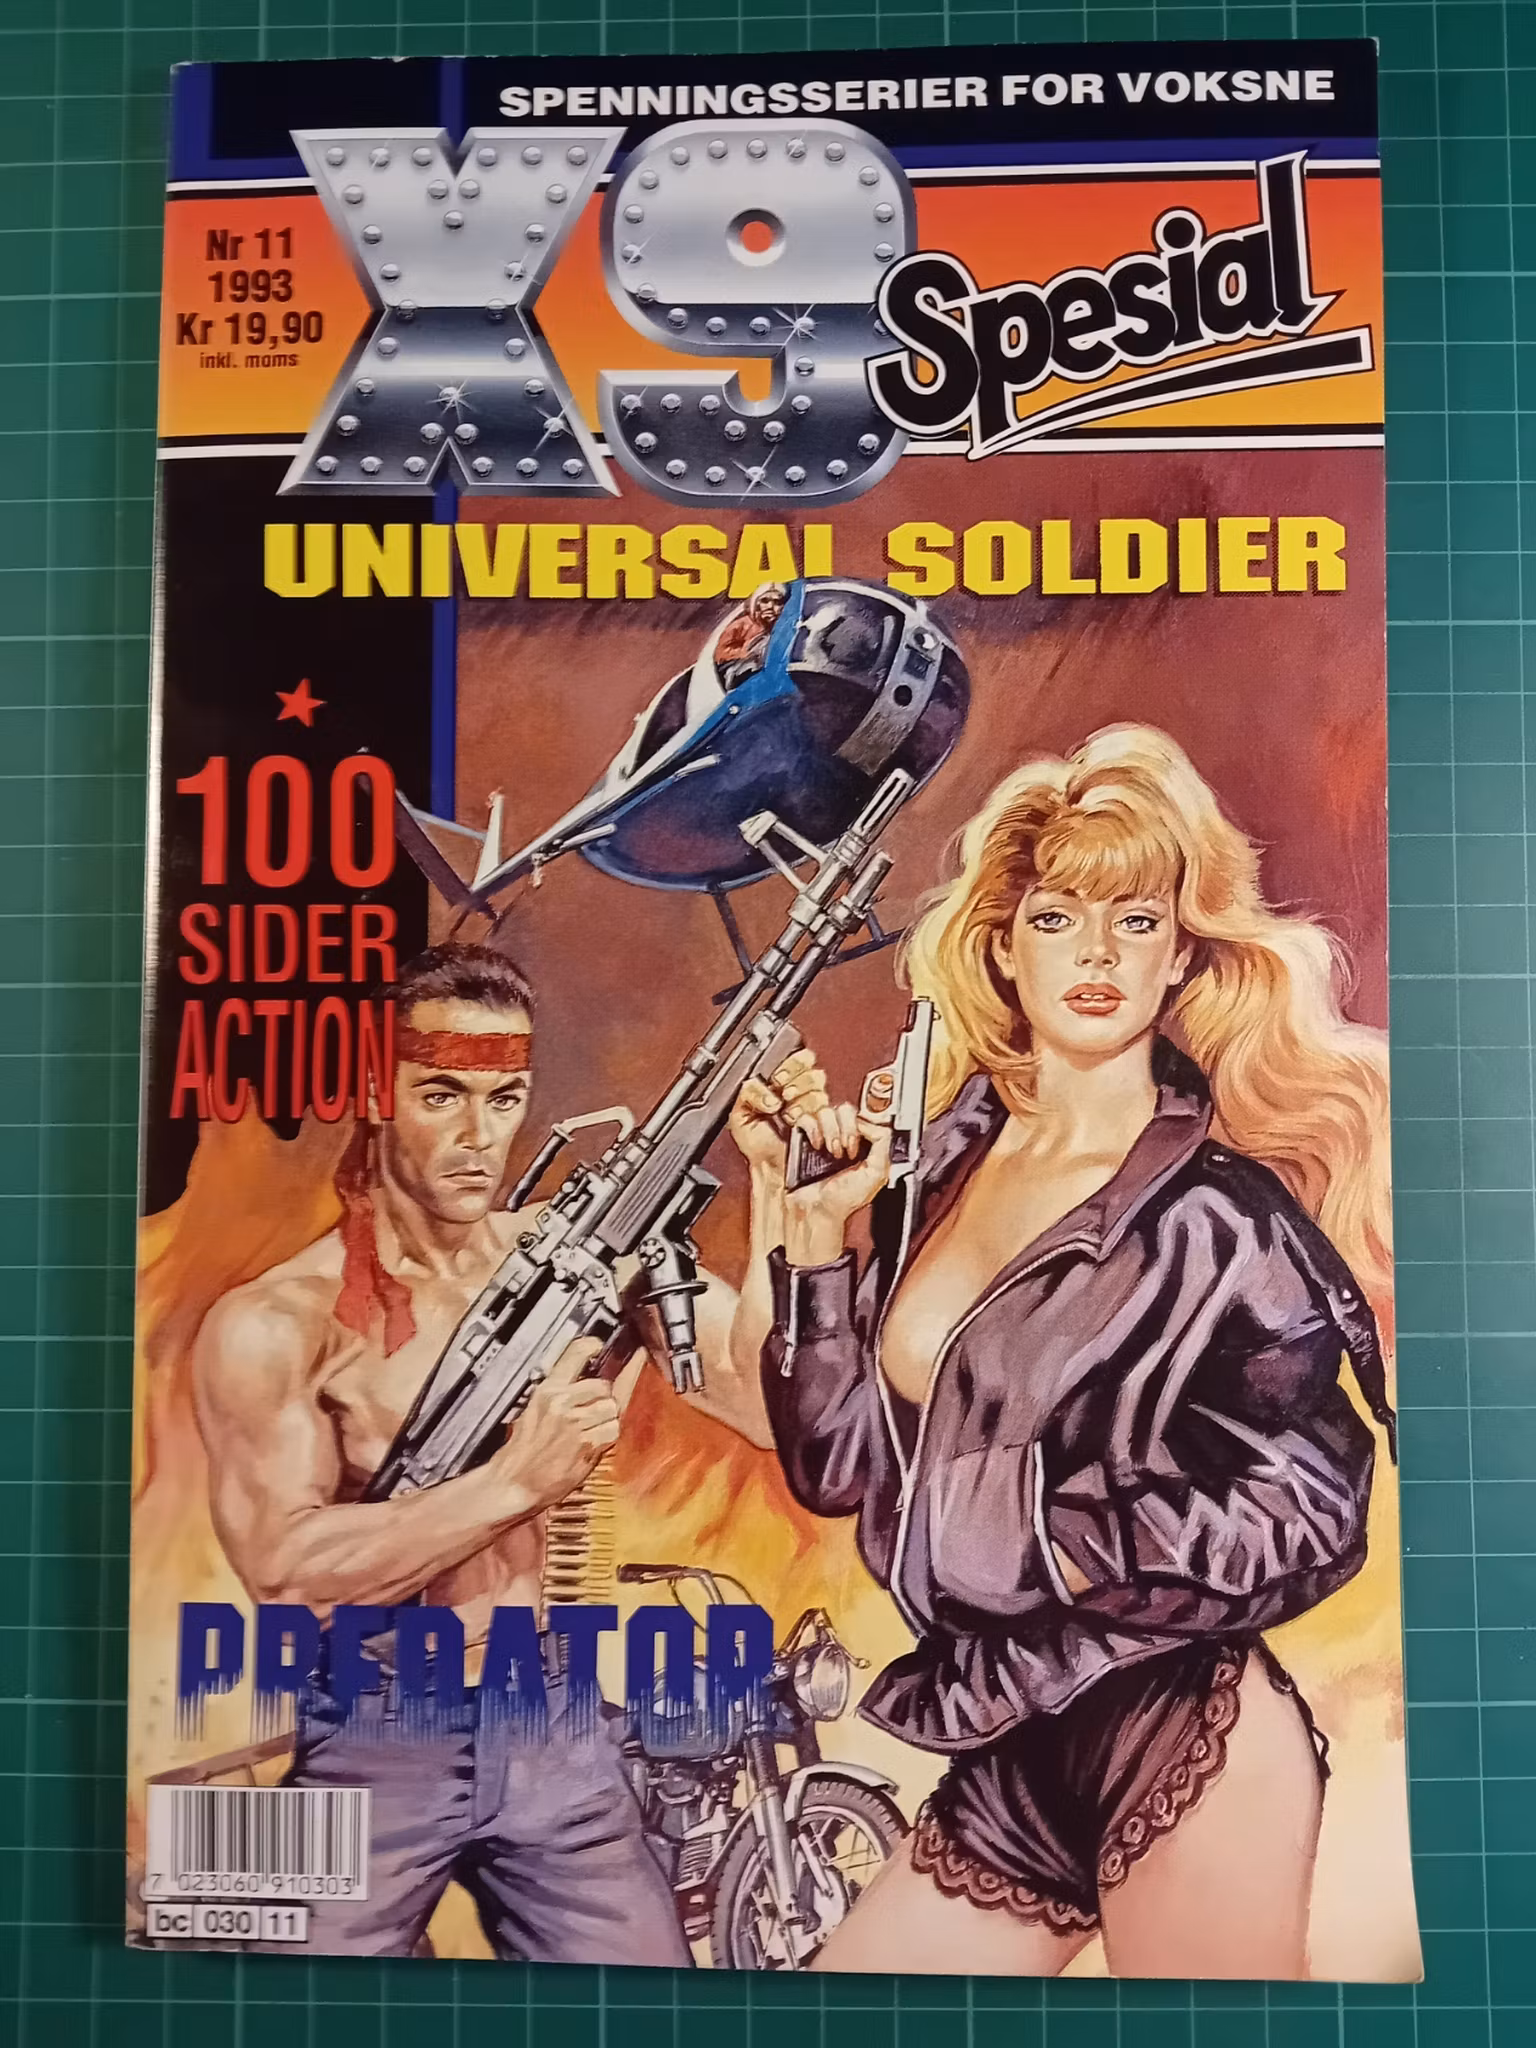 SPENNINGSSERIER FOR VOKSNE
X9
Spesial
Nr 11
1993
Kr 19,90
inkl. moms
UNIVERSAL SOLDIER
100
SIDER
ACTION
PREDATOR
7 023060 910303
bc 030 11